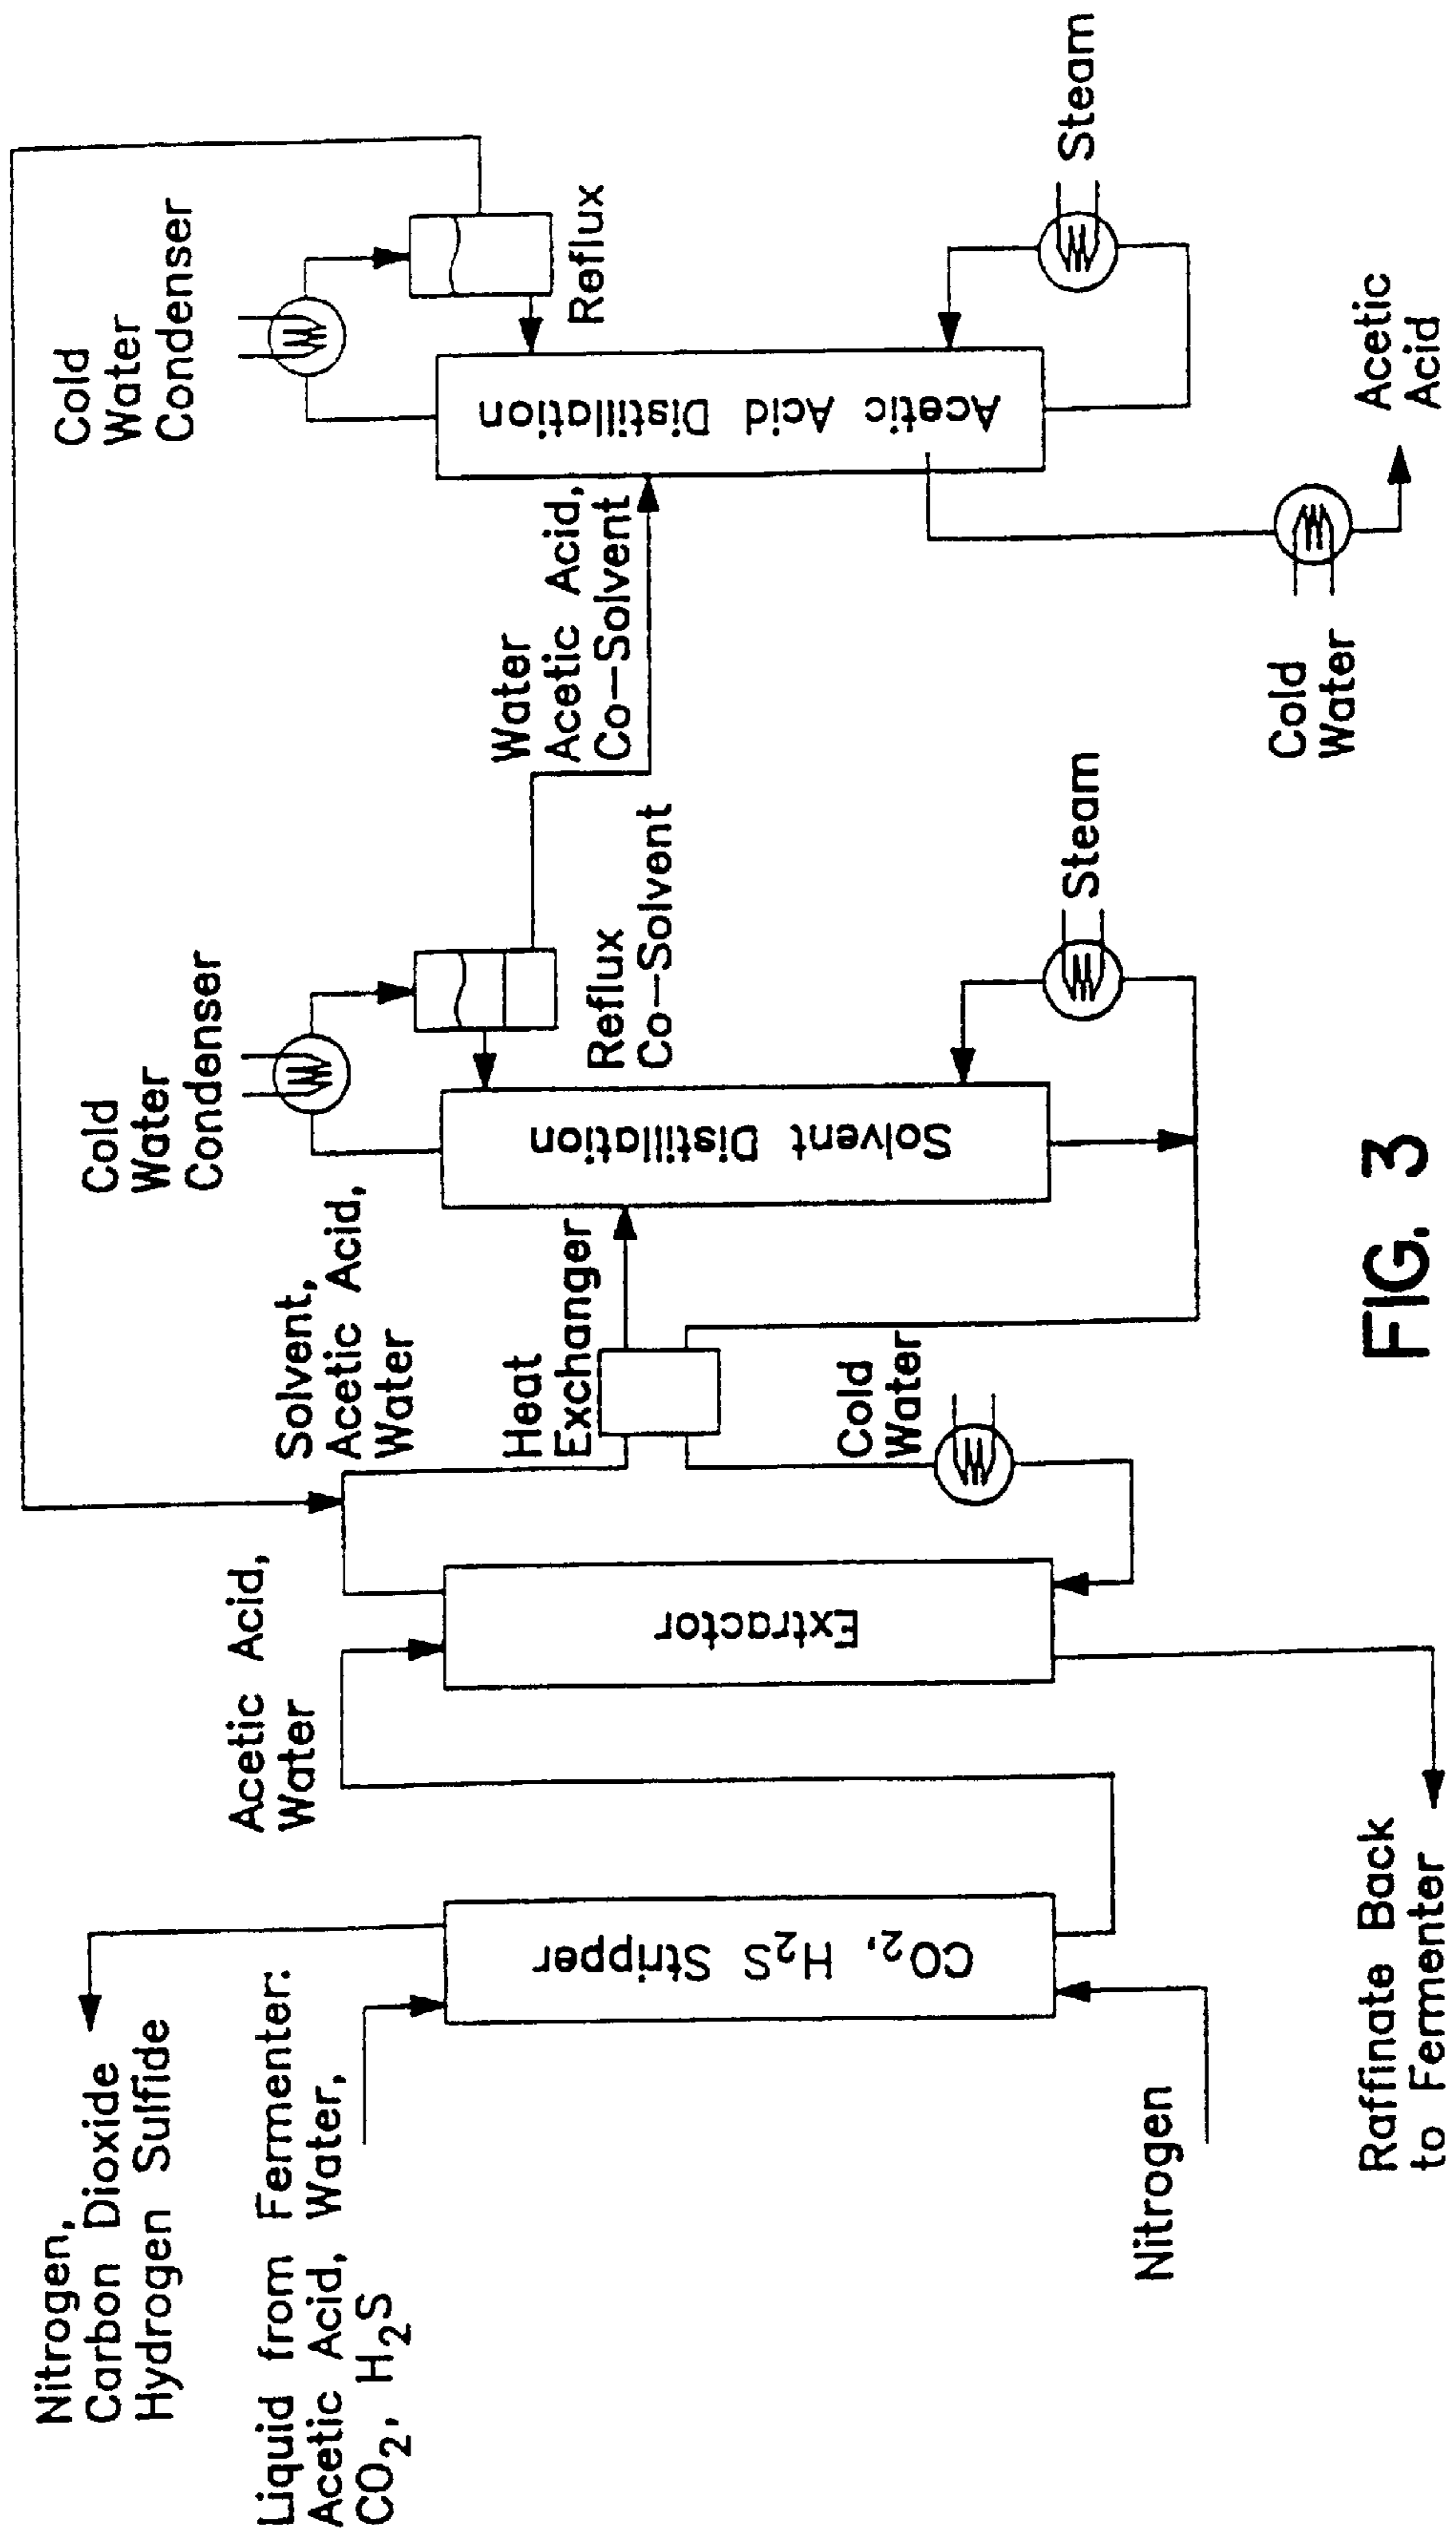 Nitrogen,
Carbon Dioxide
Hydrogen Sulfide
Liquid from Fermenter:
Acetic Acid, Water,
CO2, H2S
Nitrogen
CO2, H2S Stripper
Acetic Acid,
Water
Raffinate Back
to Fermenter
Extractor
Solvent,
Acetic Acid,
Water
Heat
Exchanger
Cold
Water
Cold
Water
Condenser
Solvent Distillation
Reflux
Co-Solvent
Steam
Water
Acetic Acid,
Co-Solvent
Cold
Water
Condenser
Reflux
Acetic Acid Distillation
Steam
Cold
Water
Acetic
Acid
FIG. 3